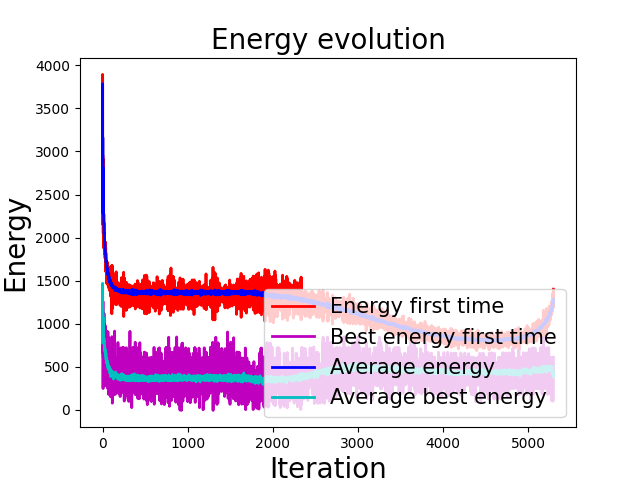 Energy evolution
Energy
4000
3500
3000
2500
2000
1500
1000
500
0
Energy first time
Best energy first time
Average energy
Average best energy
0 1000 2000 3000 4000 5000
Iteration